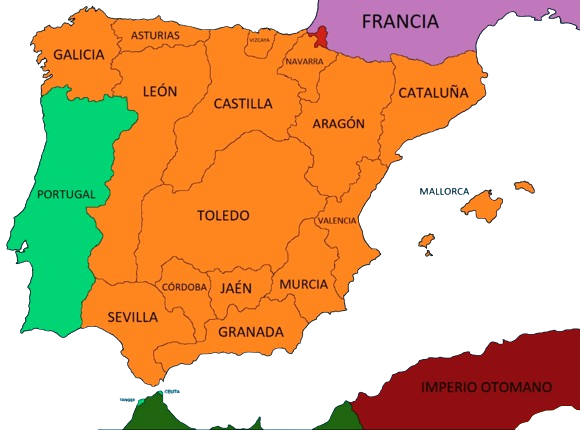 FRANCIA
ASTURIAS
VIZCAYA
GALICIA
NAVARRA
LEÓN
CASTILLA
CATALUÑA
ARAGÓN
PORTUGAL
MALLORCA
TOLEDO
VALENCIA
CÓRDOBA
JAÉN
MURCIA
SEVILLA
GRANADA
IMPERIO OTOMANO
CEUTA
TANGER